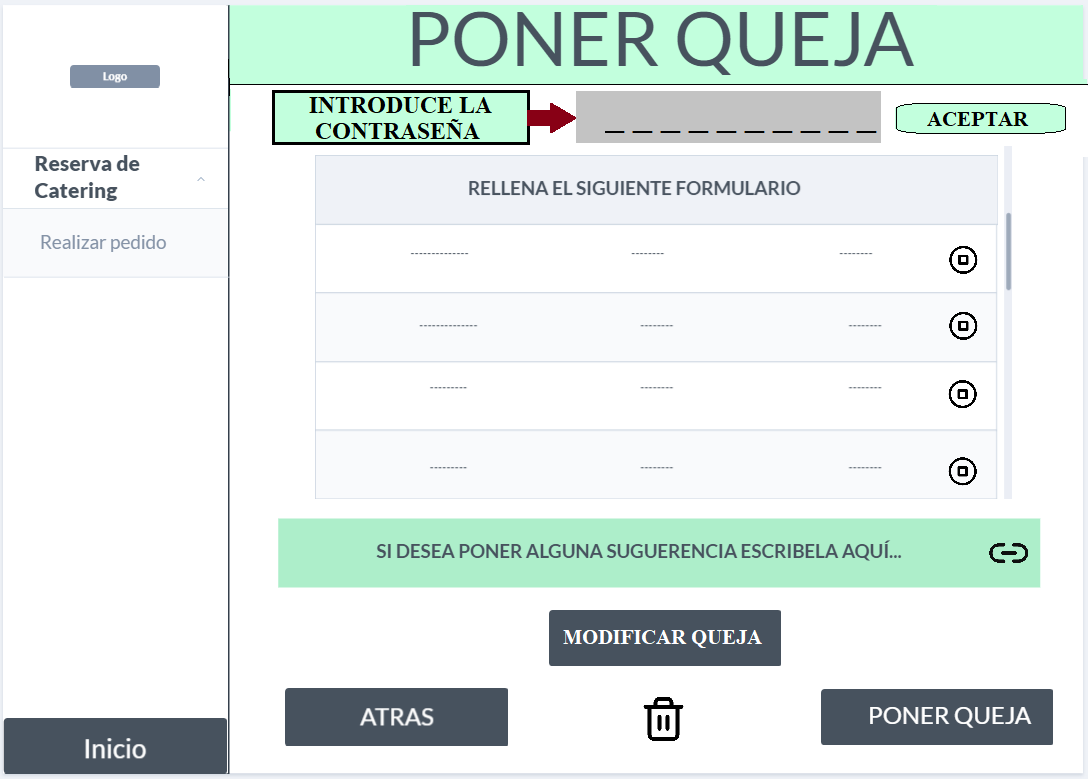 PONER QUEJA
Logo
INTRODUCE LA
CONTRASEÑA
_ _ _ _ _ _ _ _ _ _
ACEPTAR
Reserva de
Catering
Realizar pedido
RELLENA EL SIGUIENTE FORMULARIO
------------- -------- --------
------------- -------- --------
--------- -------- --------
--------- -------- --------
SI DESEA PONER ALGUNA SUGUERENCIA ESCRIBELA AQUÍ...
MODIFICAR QUEJA
ATRAS
PONER QUEJA
Inicio